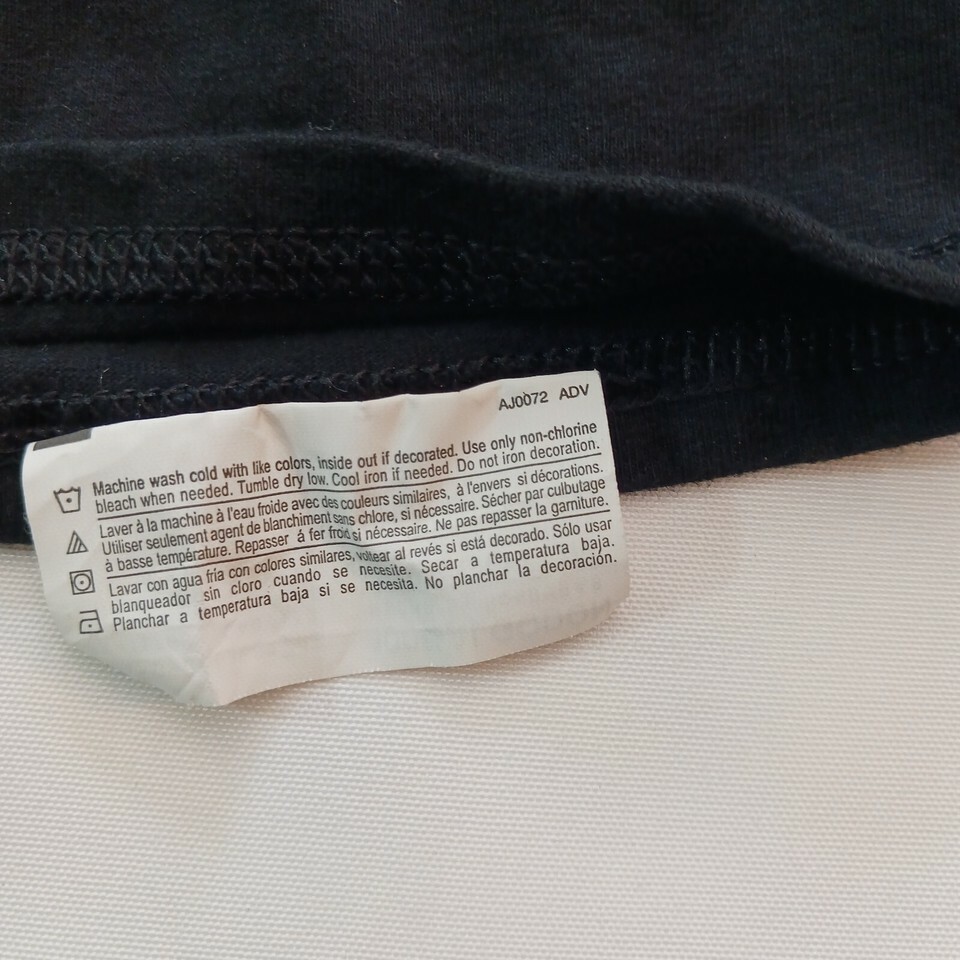 AJ0072 ADV
Machine wash cold with like colors, inside out if decorated. Use only non-chlorine
bleach when needed. Tumble dry low. Cool iron if needed. Do not iron decoration.
Laver à la machine à l'eau froide avec des couleurs similaires, à l'envers si décorations.
Utiliser seulement agent de blanchiment sans chlore, si nécessaire. Sécher par culbulage
à basse température. Repasser á fer froid si nécessaire. Ne pas repasser la garniture.
Lavar con agua fria con colores similares, voltear al revés si está decorado. Sólo usar
blanqueador sin cloro cuando se necesite. Secar a temperatura baja.
Planchar a temperatura baja si se necesita. No planchar la decoración.